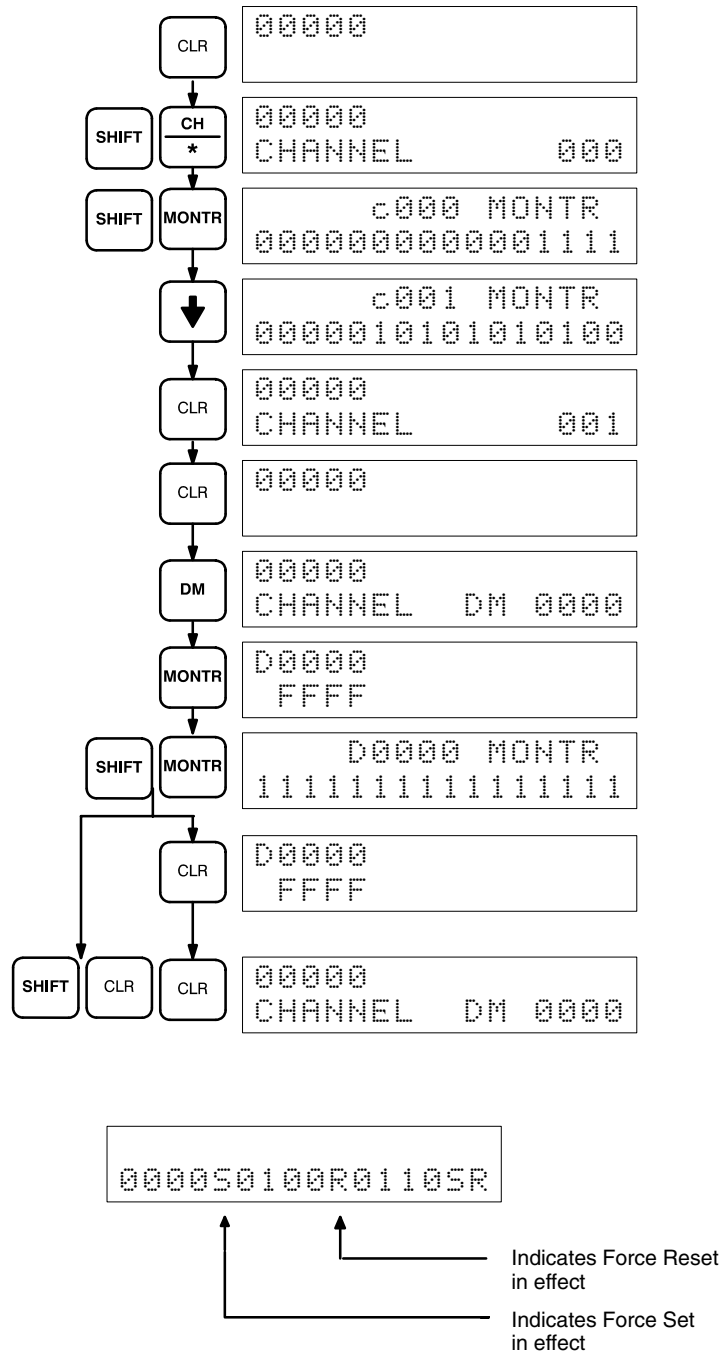 CLR
00000
SHIFT CH *
00000
CHANNEL 000
SHIFT MONTR
c000 MONTR
0000000000001111
c001 MONTR
0000010101010100
CLR
00000
CHANNEL 001
CLR
00000
DM
00000
CHANNEL DM 0000
MONTR
D0000
FFFF
SHIFT MONTR
D0000 MONTR
1111111111111111
CLR
D0000
FFFF
SHIFT CLR CLR
00000
CHANNEL DM 0000
0000S0100R0110SR
Indicates Force Reset
in effect
Indicates Force Set
in effect